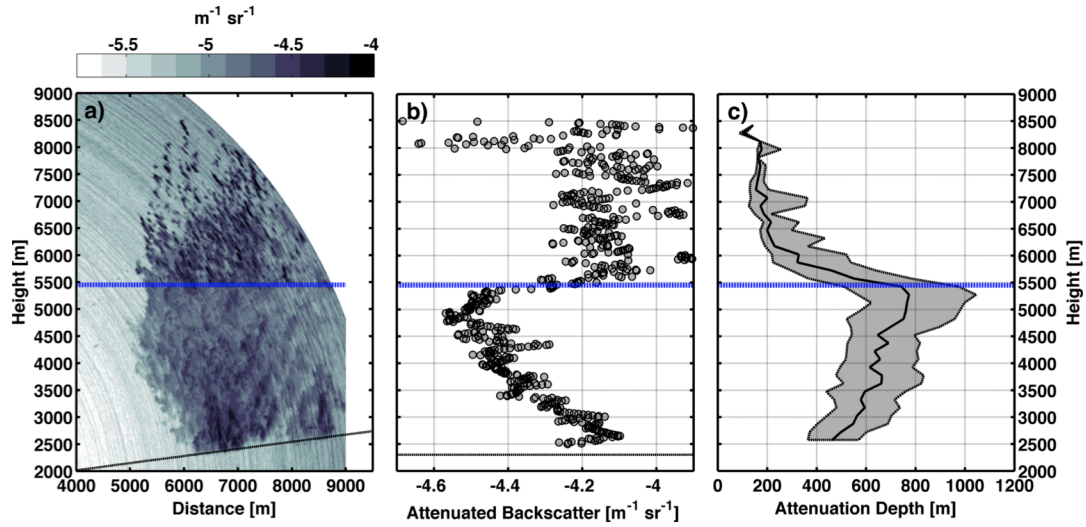 m⁻¹ sr⁻¹
-5.5 -5 -4.5 -4
a)
9000
8500
8000
7500
7000
6500
6000
5500
5000
4500
4000
3500
3000
2500
2000
Height [m]
4000 5000 6000 7000 8000 9000
Distance [m]
b)
-4.6 -4.4 -4.2 -4
Attenuated Backscatter [m⁻¹ sr⁻¹]
c)
0 200 400 600 800 1000 1200
Attenuation Depth [m]
9000
8500
8000
7500
7000
6500
6000
5500
5000
4500
4000
3500
3000
2500
2000
Height [m]